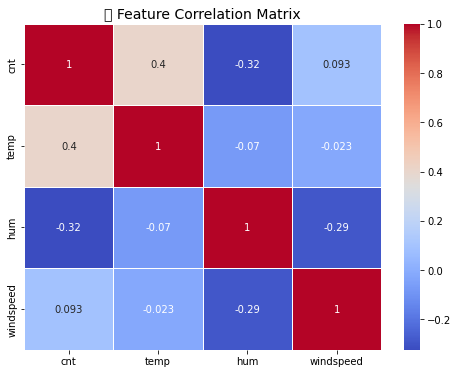 Feature Correlation Matrix
cnt 1 0.4 -0.32 0.093
temp 0.4 1 -0.07 -0.023
hum -0.32 -0.07 1 -0.29
windspeed 0.093 -0.023 -0.29 1
cnt temp hum windspeed
1.0
0.8
0.6
0.4
0.2
0.0
−0.2